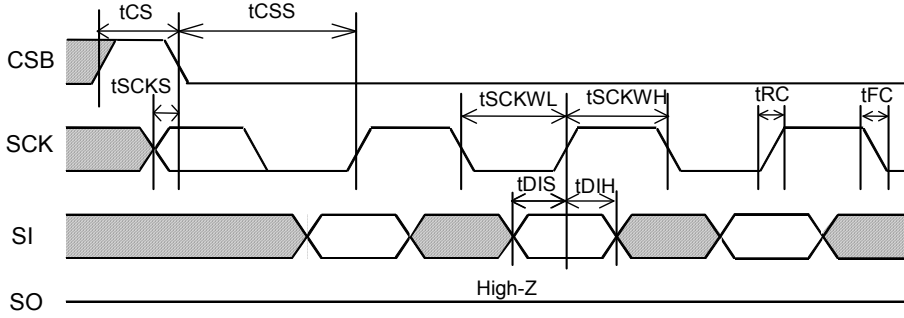 tCS
tCSS
CSB
tSCKS
tSCKWL
tSCKWH
tRC
tFC
SCK
tDIS
tDIH
SI
High-Z
SO